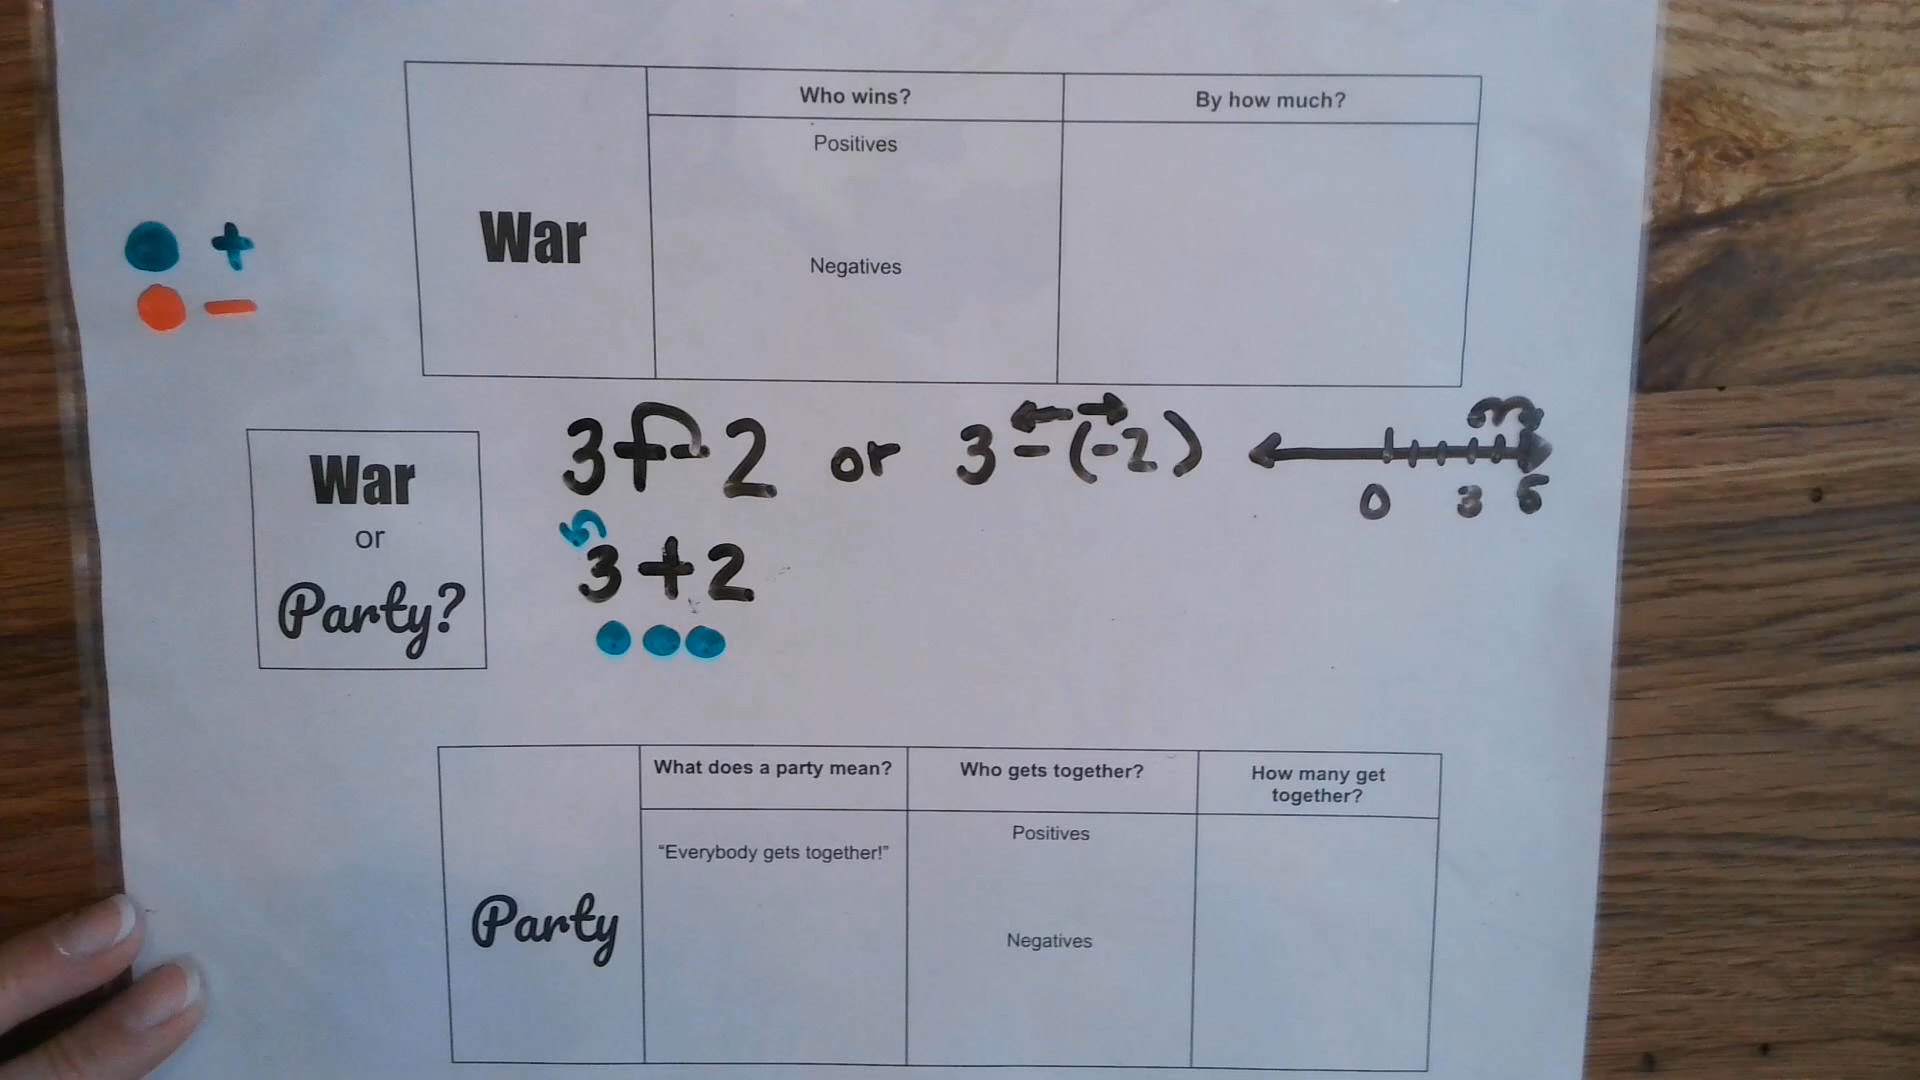 Who wins? By how much?
Positives
War
Negatives
+
-
War
or
Party?
3 - - 2 or 3 - (-2)
0 3 5
3 + 2
What does a party mean? Who gets together? How many get
together?
Positives
“Everybody gets together!”
Party
Negatives